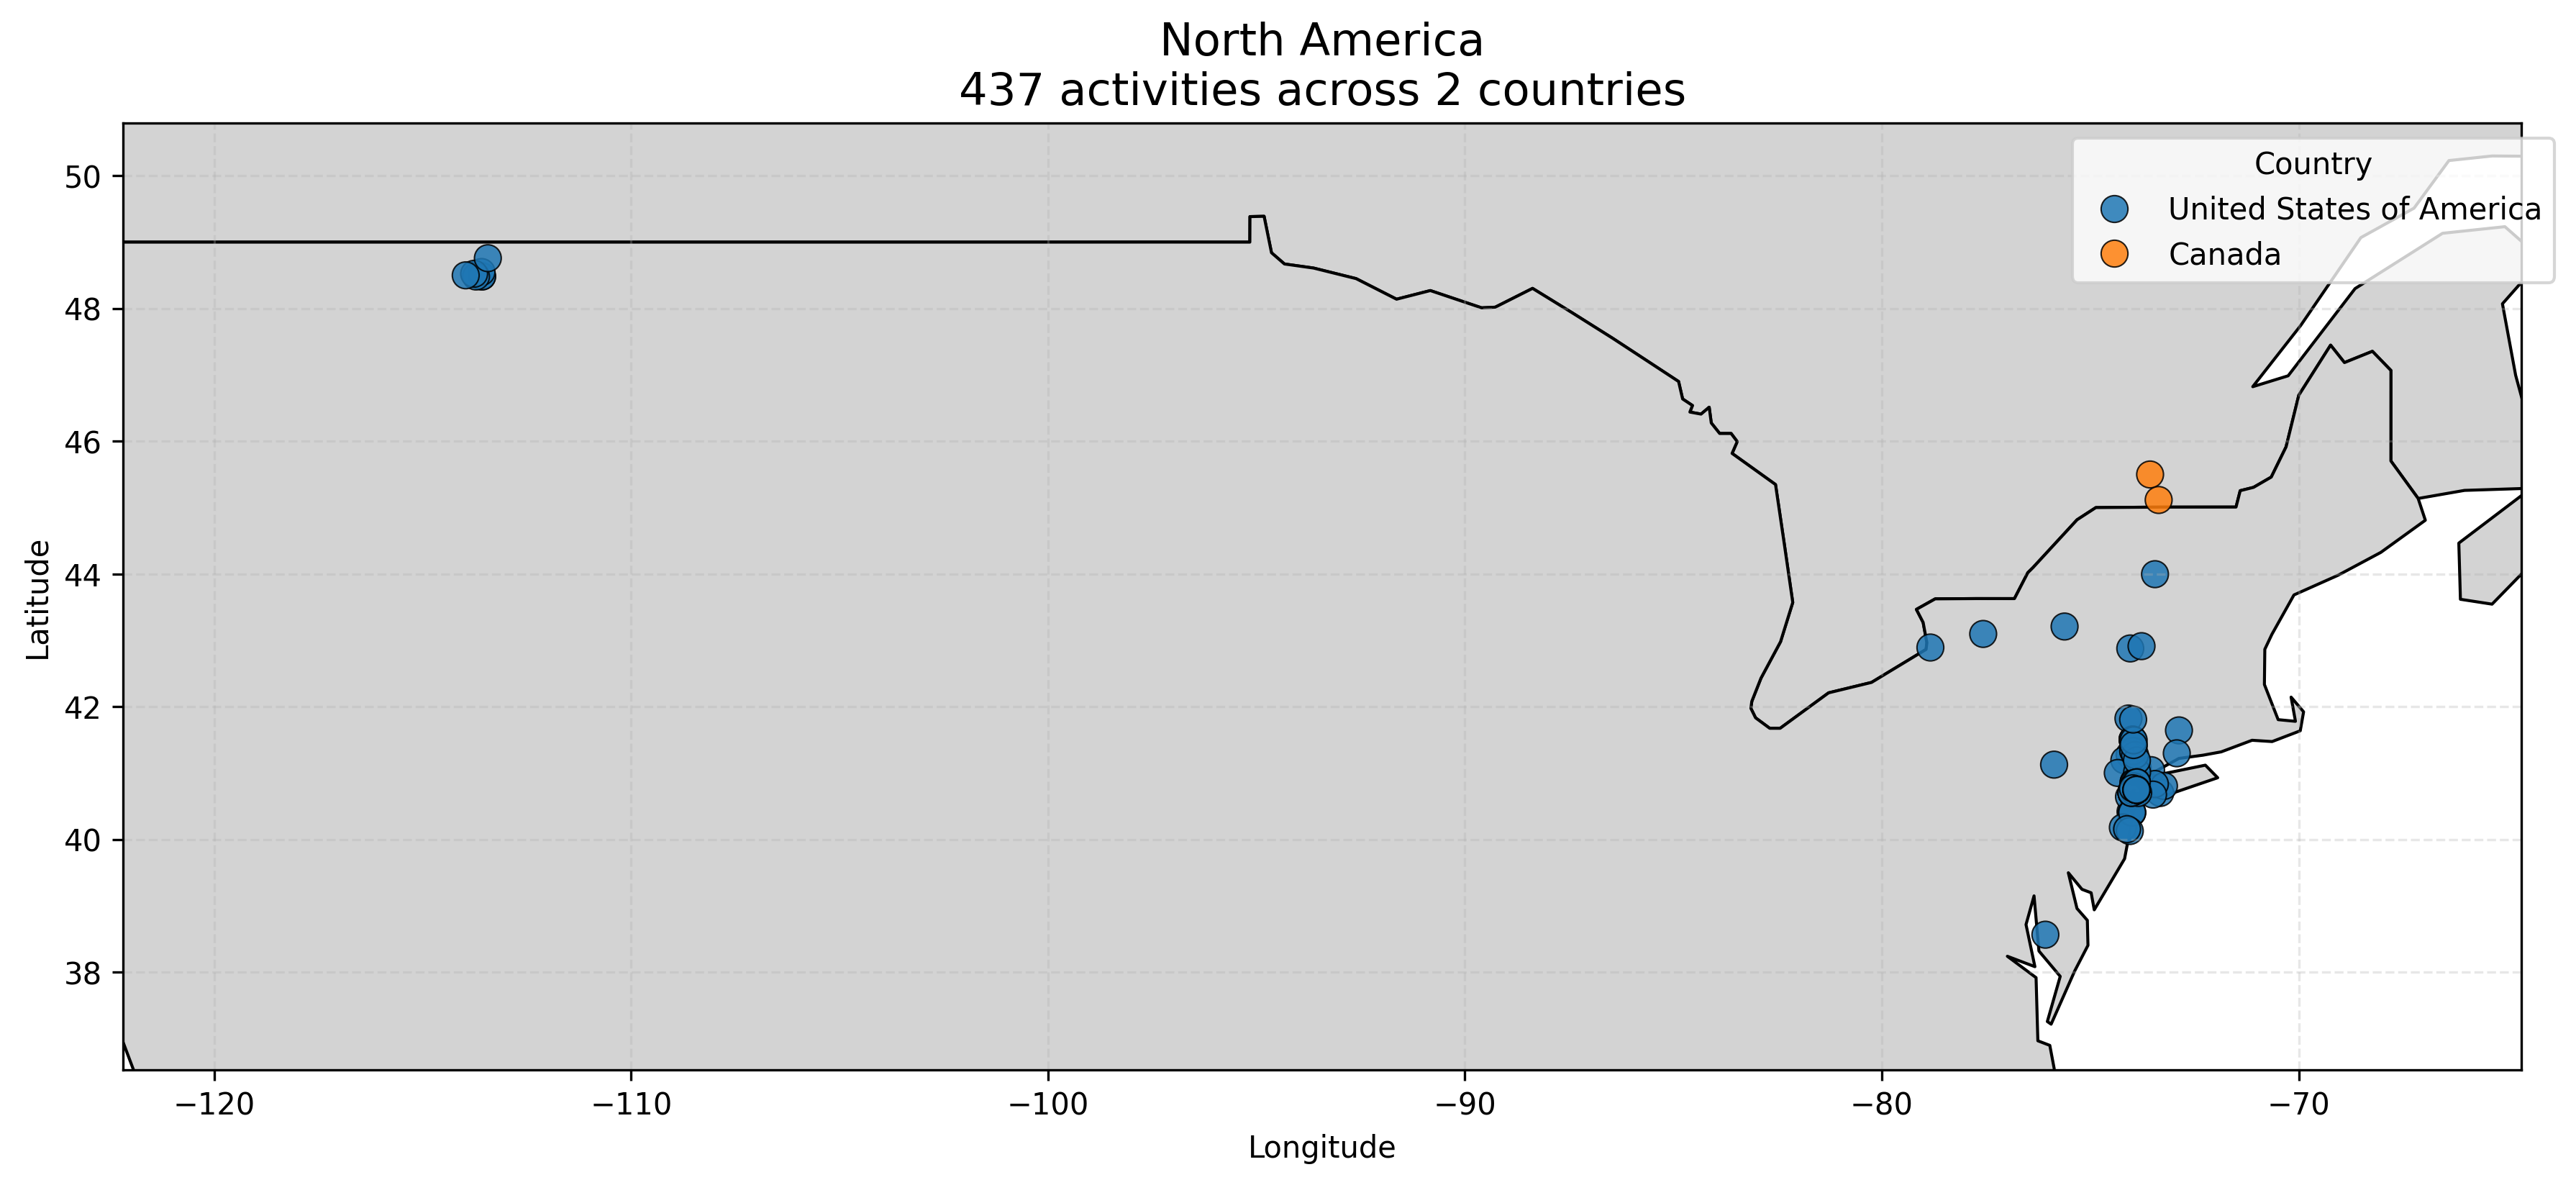 North America
437 activities across 2 countries
Country
United States of America
Canada
50
48
46
44
42
40
38
Latitude
−120
−110
−100
−90
−80
−70
Longitude